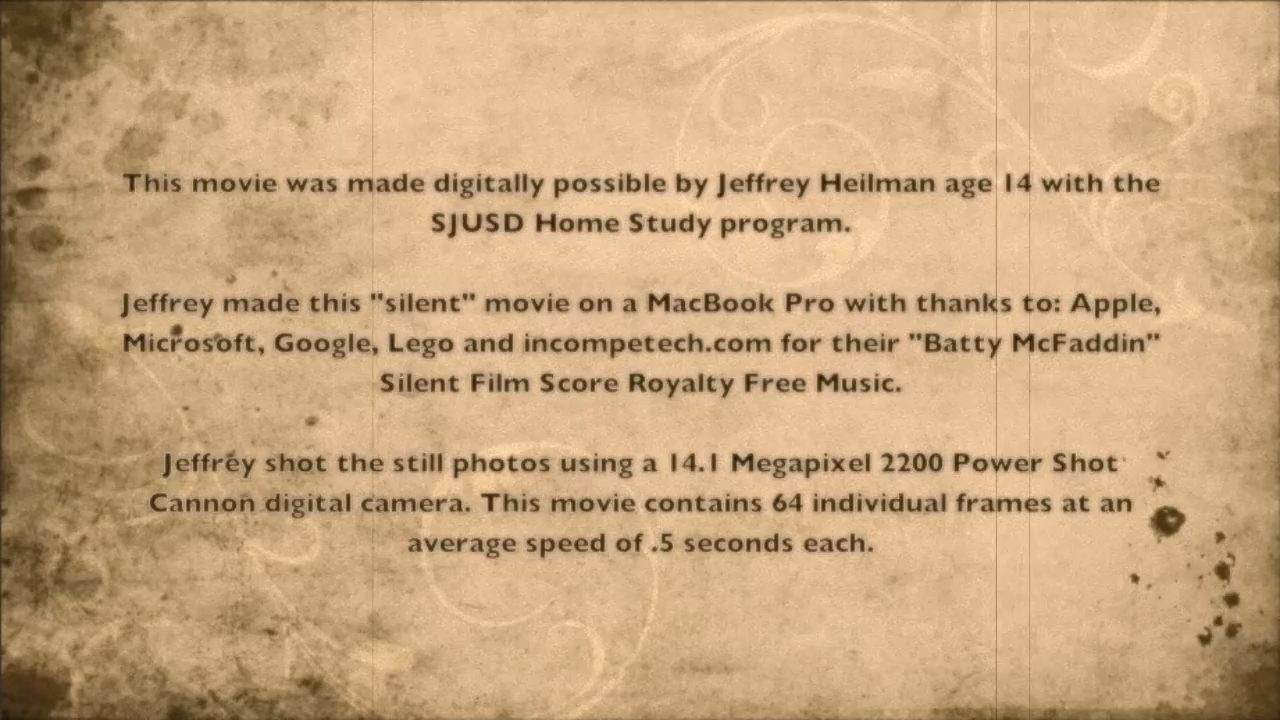 This movie was made digitally possible by Jeffrey Heilman age 14 with the
SJUSD Home Study program.
Jeffrey made this "silent" movie on a MacBook Pro with thanks to: Apple,
Microsoft, Google, Lego and incompetech.com for their "Batty McFaddin"
Silent Film Score Royalty Free Music.
Jeffrey shot the still photos using a 14.1 Megapixel 2200 Power Shot
Cannon digital camera. This movie contains 64 individual frames at an
average speed of .5 seconds each.